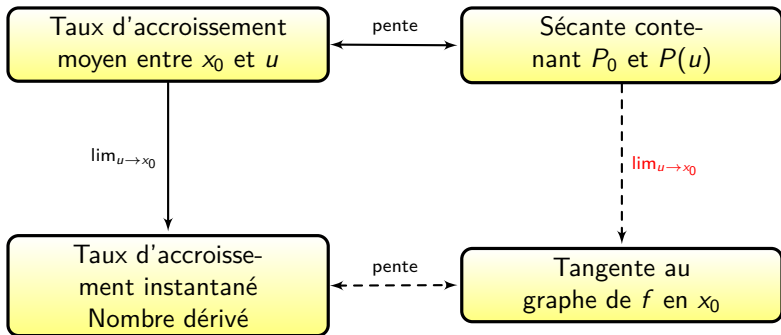 Taux d'accroissement
moyen entre x₀ et u
pente
Sécante conte-
nant P₀ et P(u)
lim_{u→x₀}
lim_{u→x₀}
Taux d'accroisse-
ment instantané
Nombre dérivé
pente
Tangente au
graphe de f en x₀